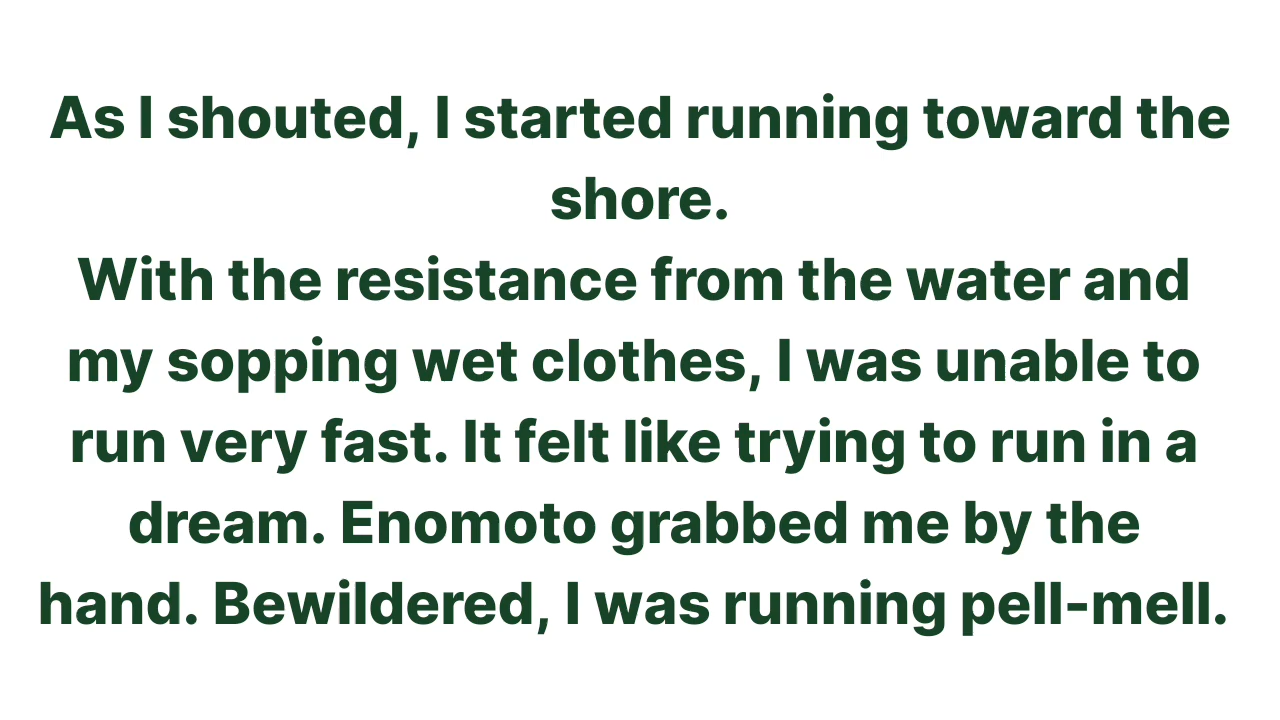 As I shouted, I started running toward the
shore.
With the resistance from the water and
my sopping wet clothes, I was unable to
run very fast. It felt like trying to run in a
dream. Enomoto grabbed me by the
hand. Bewildered, I was running pell-mell.